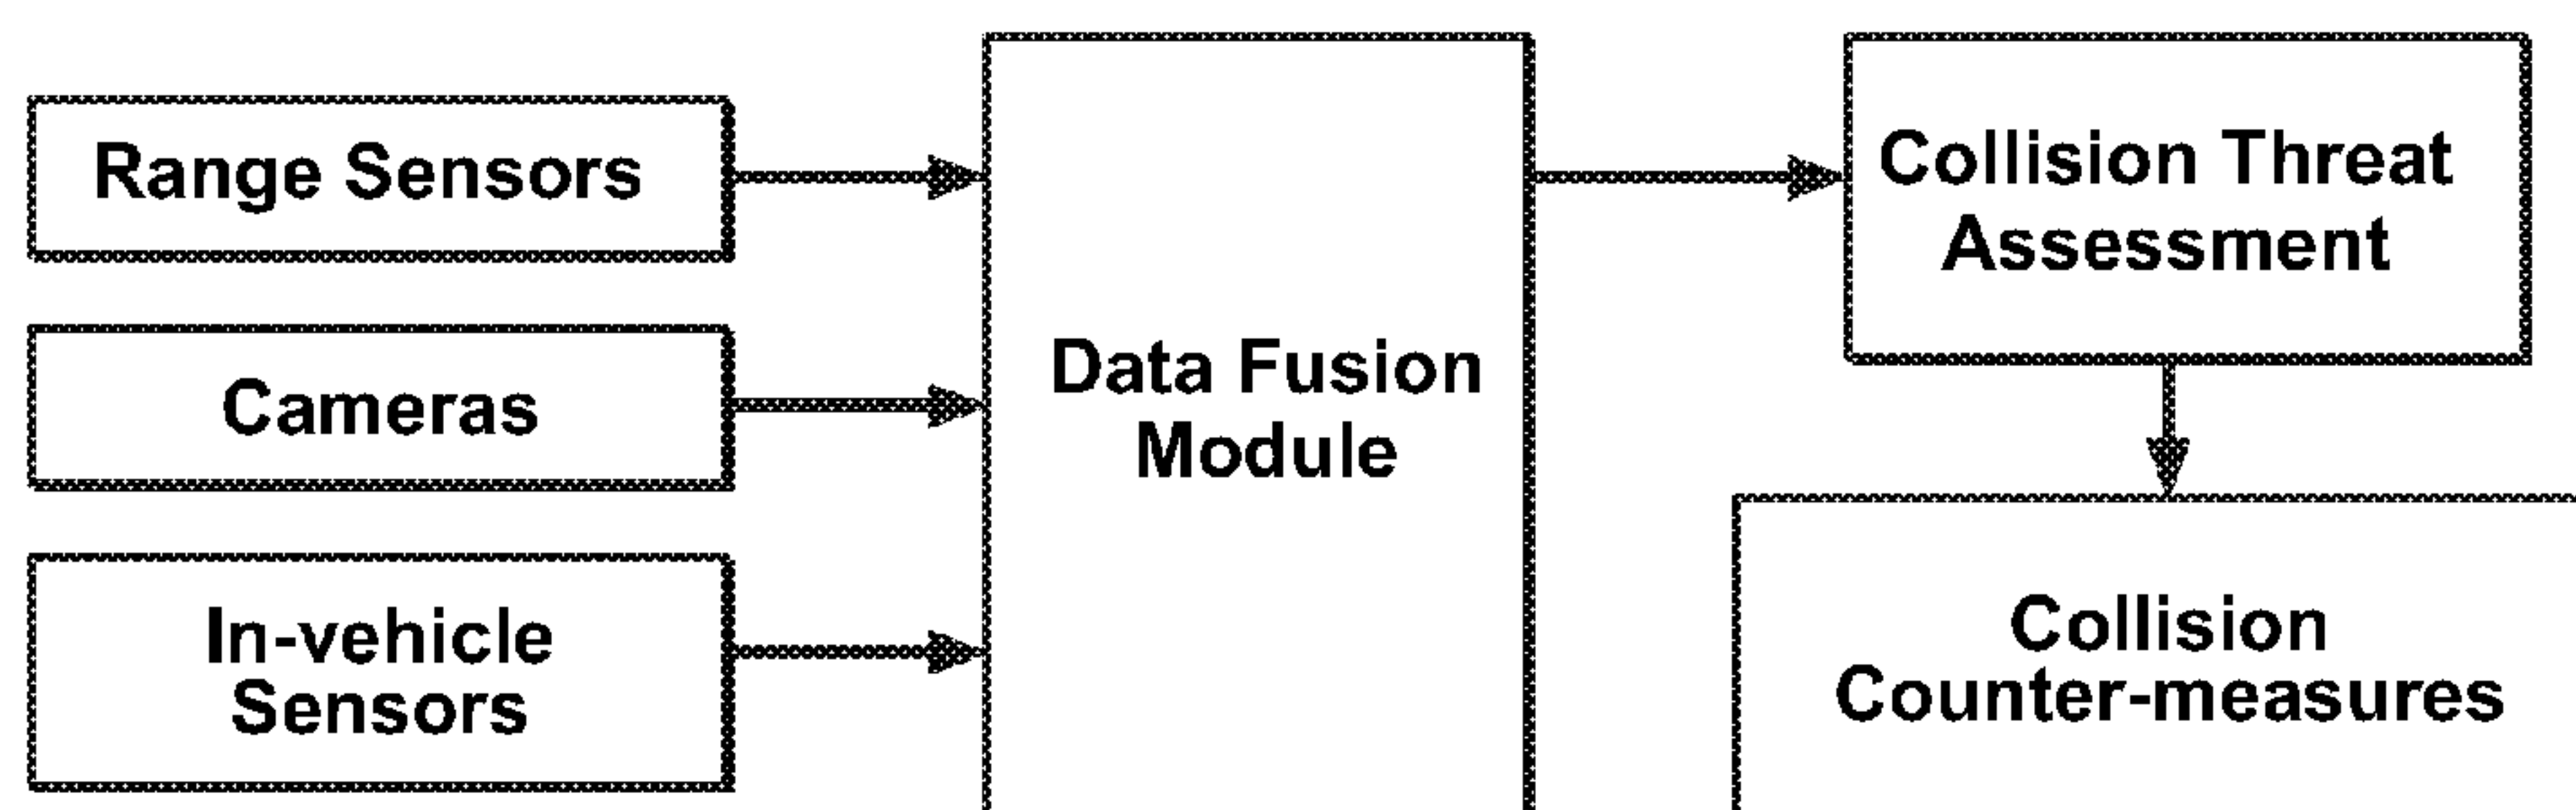 Range Sensors
Cameras
In-vehicle
Sensors
Data Fusion
Module
Collision Threat
Assessment
Collision
Counter-measures